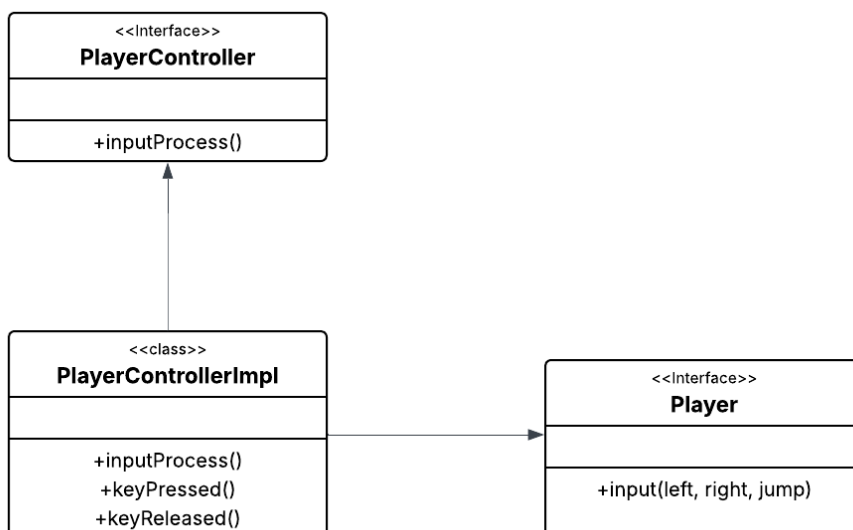 <<Interface>>
PlayerController
+inputProcess()
<<class>>
PlayerControllerImpl
+inputProcess()
+keyPressed()
+keyReleased()
<<Interface>>
Player
+input(left, right, jump)